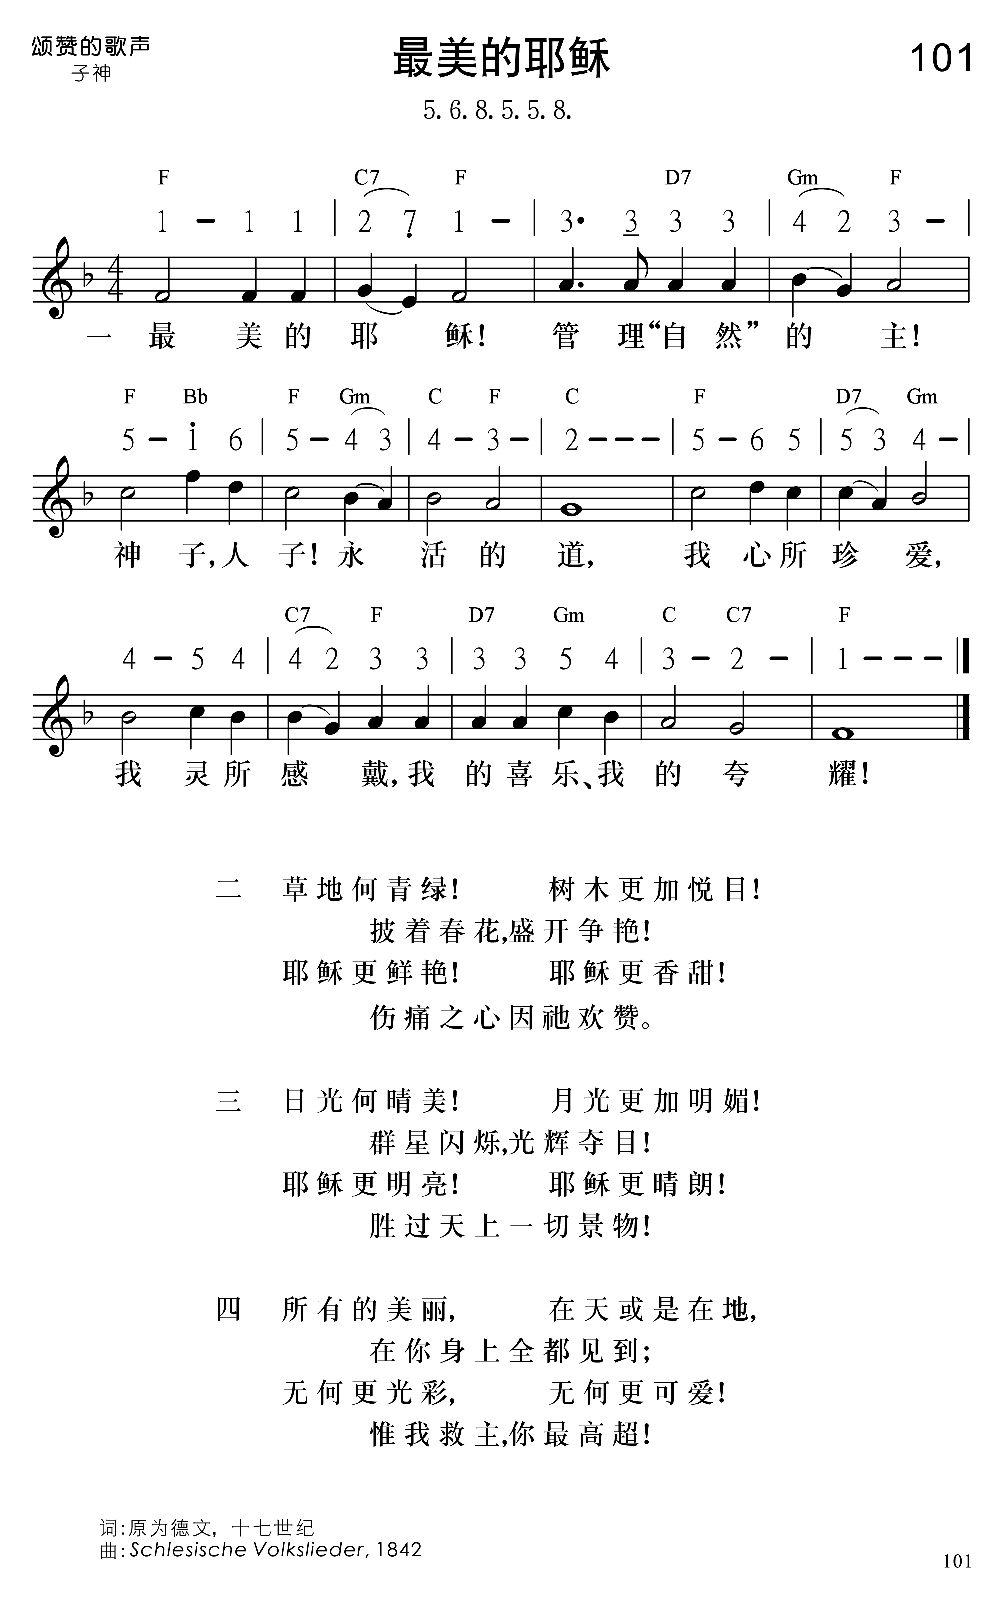 颂赞的歌声
子神
最美的耶稣
101
5. 6. 8. 5. 5. 8.
F C7 F D7 Gm F
1 - 1 1 | 2 7 1 - | 3· 3 3 3 | 4 2 3 - |
4 4
一 最 美 的 耶 稣! 管 理“自 然” 的 主!
F Bb F Gm C F C F D7 Gm
5 - 1 6 | 5 - 4 3 | 4 - 3 - | 2 - - - | 5 - 6 5 | 5 3 4 - |
神 子,人 子! 永 活 的 道, 我 心 所 珍 爱,
C7 F D7 Gm C C7 F
4 - 5 4 | 4 2 3 3 | 3 3 5 4 | 3 - 2 - | 1 - - - ‖
我 灵 所 感 戴,我 的 喜 乐、我 的 夸 耀!
二 草地何青绿! 树木更加悦目!
披着春花,盛开争艳!
耶稣更鲜艳! 耶稣更香甜!
伤痛之心因祂欢赞。
三 日光何晴美! 月光更加明媚!
群星闪烁,光辉夺目!
耶稣更明亮! 耶稣更晴朗!
胜过天上一切景物!
四 所有的美丽, 在天或是在地,
在你身上全都见到;
无何更光彩, 无何更可爱!
惟我救主,你最高超!
词:原为德文, 十七世纪
曲:Schlesische Volkslieder, 1842
101